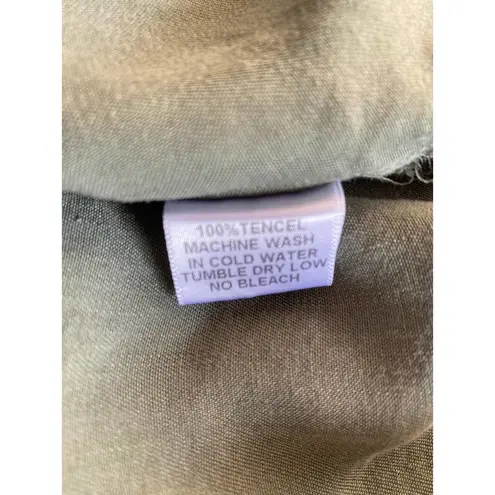 100%TENCEL
MACHINE WASH
IN COLD WATER
TUMBLE DRY LOW
NO BLEACH